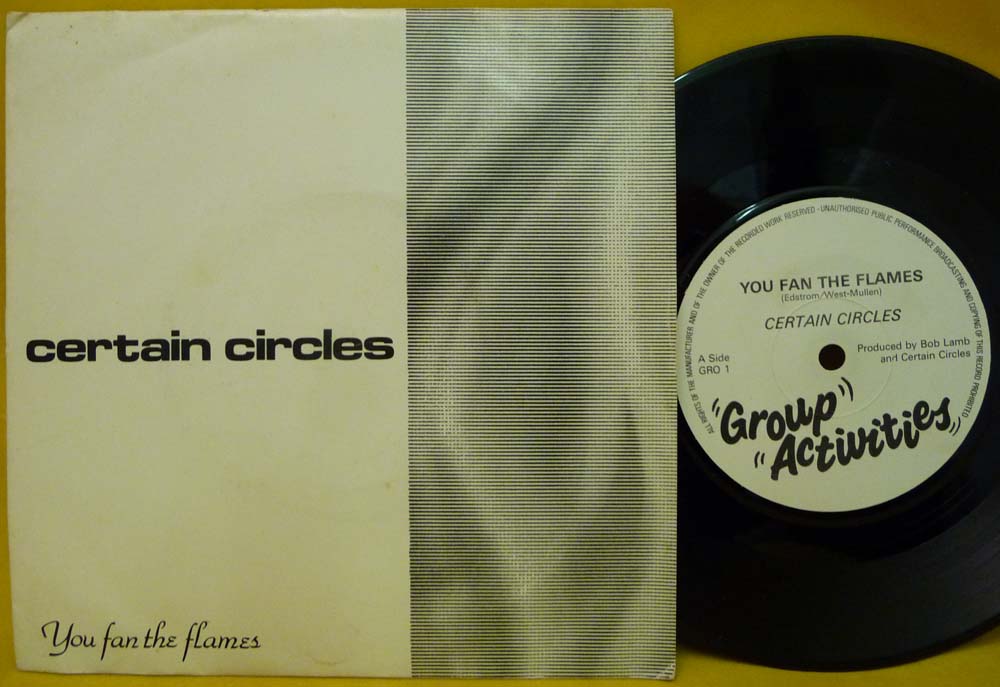 certain circles
You fan the flames
ALL RIGHTS OF THE MANUFACTURER AND OF THE OWNER OF THE RECORDED WORK RESERVED - UNAUTHORISED PUBLIC PERFORMANCE BROADCASTING AND COPYING OF THIS RECORD PROHIBITED
YOU FAN THE FLAMES
(Edstrom/West-Mullen)
CERTAIN CIRCLES
A Side
GRO 1
Produced by Bob Lamb
and Certain Circles
"Group"
"Activities"